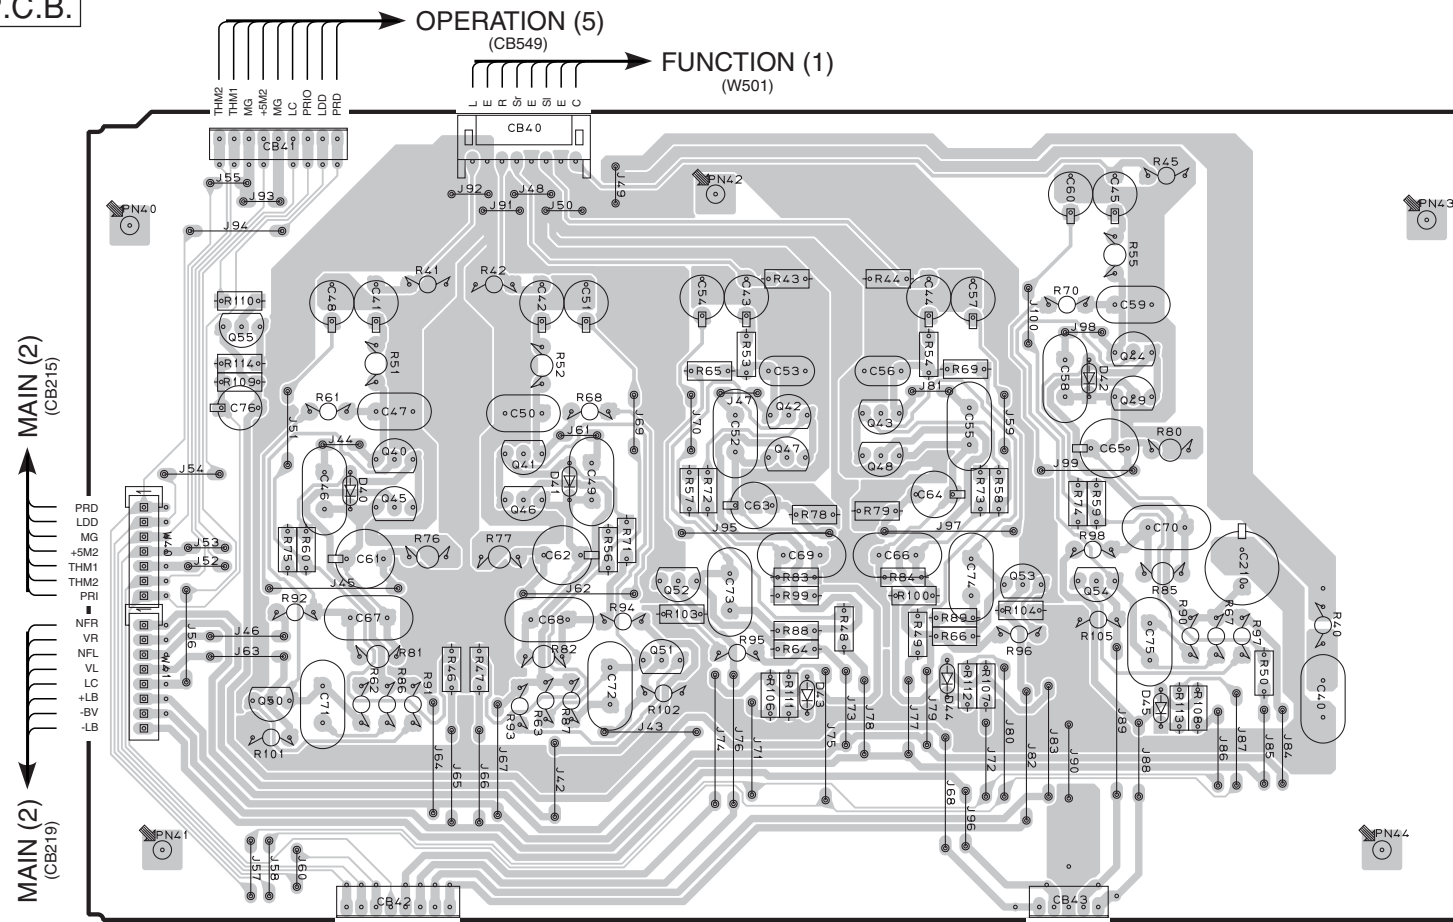 P.C.B.
OPERATION (5)
(CB549)
FUNCTION (1)
(W501)
THM2
THM1
MG
+5M2
MG
LC
PRIO
LDD
PRD
L
E
R
Sr
E
Sl
E
C
CB41
CB40
J55
J93
J94
J92
J91
J48
J50
J49
PN40
PN42
PN43
C60
C45
R45
R55
R41
R42
R43
R44
R70
C59
R110
Q55
R114
R109
C76
C48
C41
C42
C51
C54
C43
C44
C57
J100
J98
R51
R52
R53
R54
R65
C53
C56
R69
C58
D42
Q49
MAIN (2)
(CB215)
R61
C47
C50
R68
J51
J44
J61
J69
J70
J47
C52
Q42
Q43
J81
C55
J59
Q40
Q41
Q47
Q48
C65
R80
J54
C46
D40
Q45
D41
Q46
C49
R57
R72
C63
R78
R79
C64
R73
R58
J99
R74
R59
J95
J97
C70
PRD
LDD
MG
+5M2
THM1
THM2
PRI
J53
J52
R75
R60
C61
R76
R77
C62
R56
R71
C69
C66
R98
C210
R85
J45
J62
Q52
C73
R83
R99
R84
R100
C74
Q53
Q54
NFR
VR
NFL
VL
LC
+LB
-BV
-LB
W41
J56
J46
J63
R92
C67
C68
R94
R103
R88
R64
R48
R49
R89
R66
R104
R96
R105
C75
R90
R67
R97
R40
R81
R82
Q51
R95
Q50
C71
R62
R86
R91
R46
R47
R93
R63
R87
C72
R102
R106
R111
D43
D44
R112
R107
D45
R113
R108
R50
C40
R101
J43
J64
J65
J66
J67
J42
J74
J76
J71
J75
J73
J78
J77
J79
J72
J80
J82
J83
J90
J89
J88
J86
J87
J85
J84
J68
J96
MAIN (2)
(CB219)
PN41
PN44
J57
J58
J60
CB42
CB43